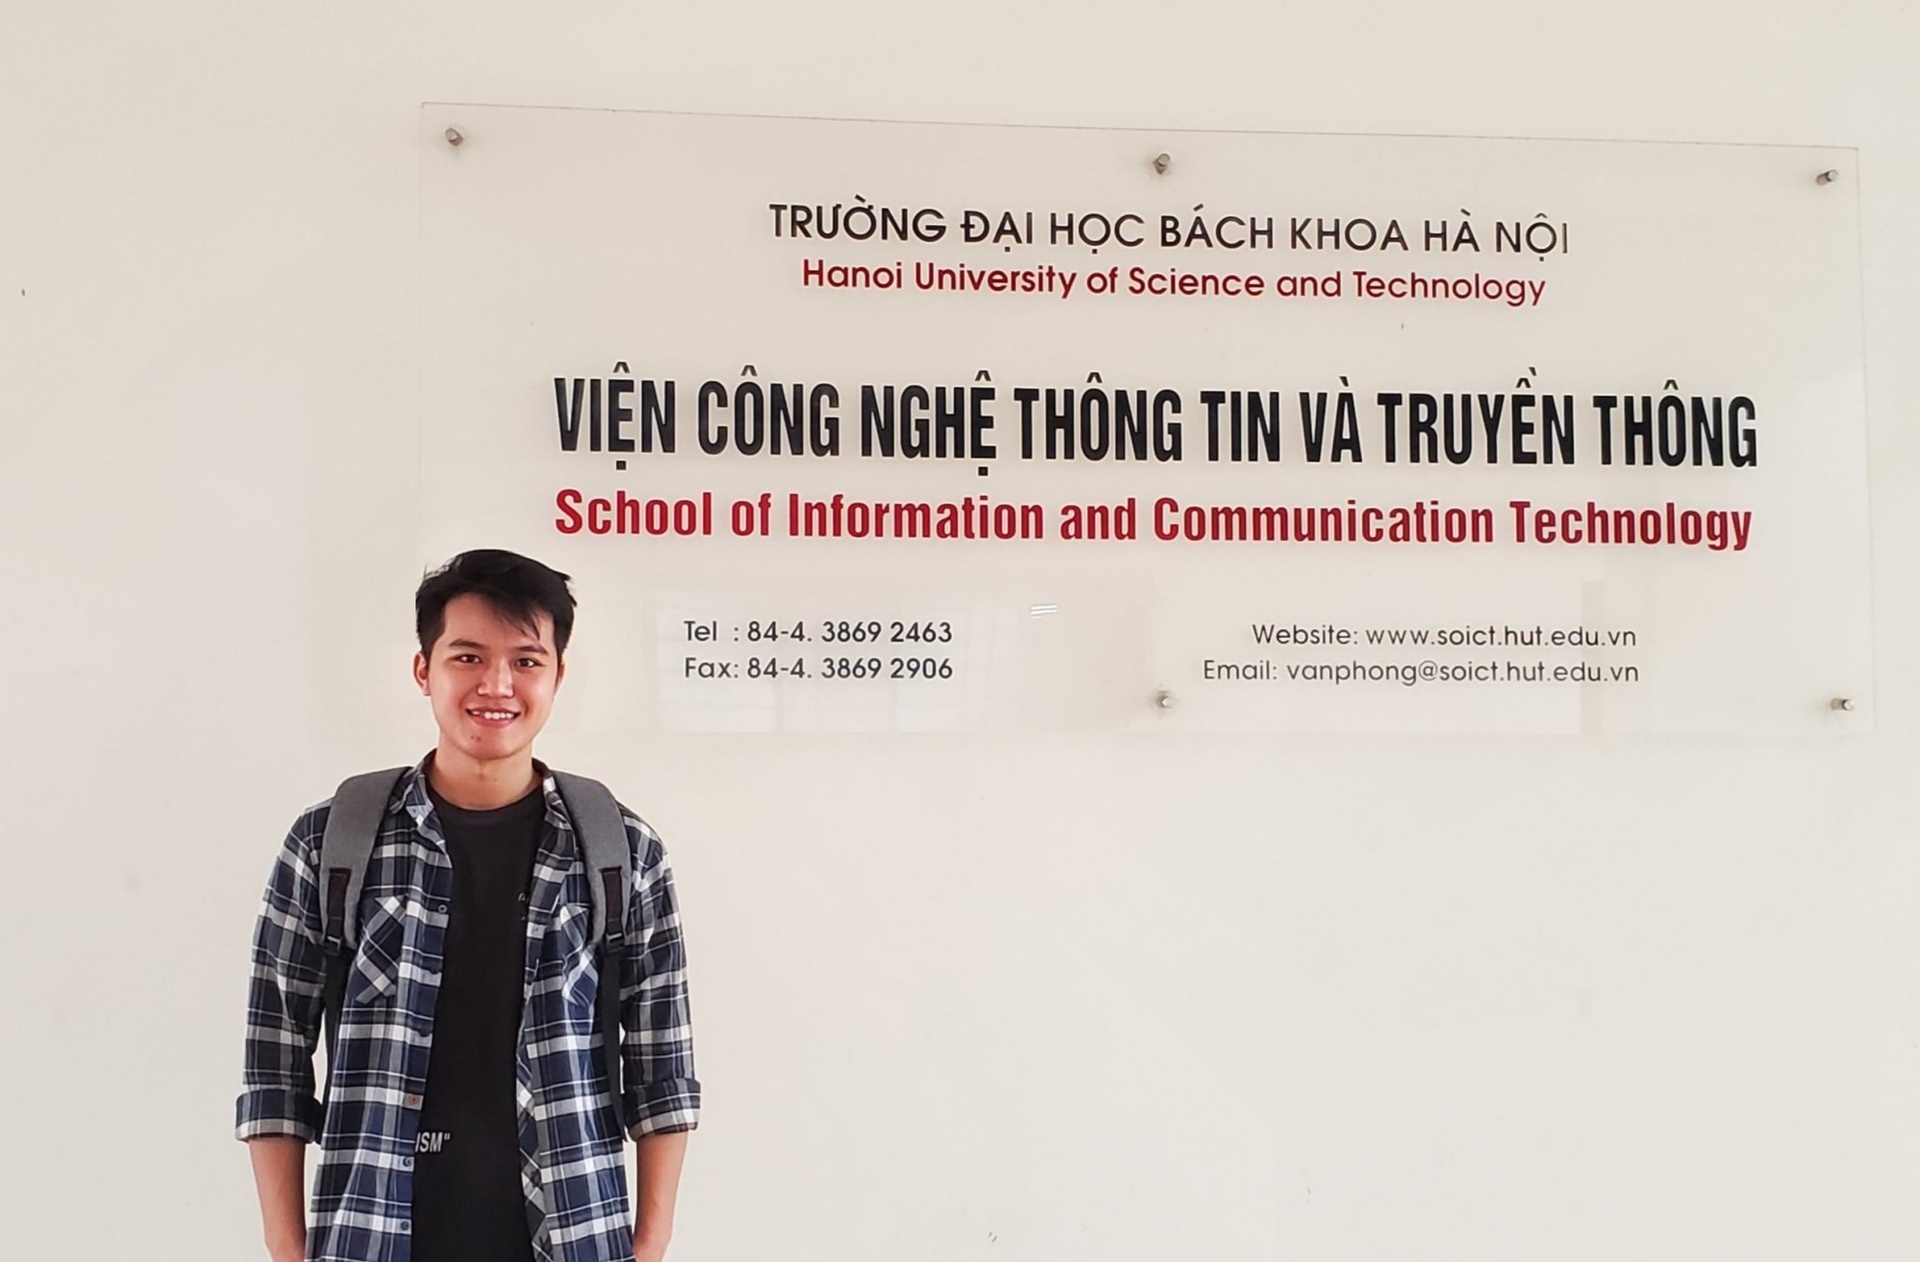 TRƯỜNG ĐẠI HỌC BÁCH KHOA HÀ NỘI
Hanoi University of Science and Technology
VIỆN CÔNG NGHỆ THÔNG TIN VÀ TRUYỀN THÔNG
School of Information and Communication Technology
Tel : 84-4. 3869 2463
Fax: 84-4. 3869 2906
Website: www.soict.hut.edu.vn
Email: vanphong@soict.hut.edu.vn